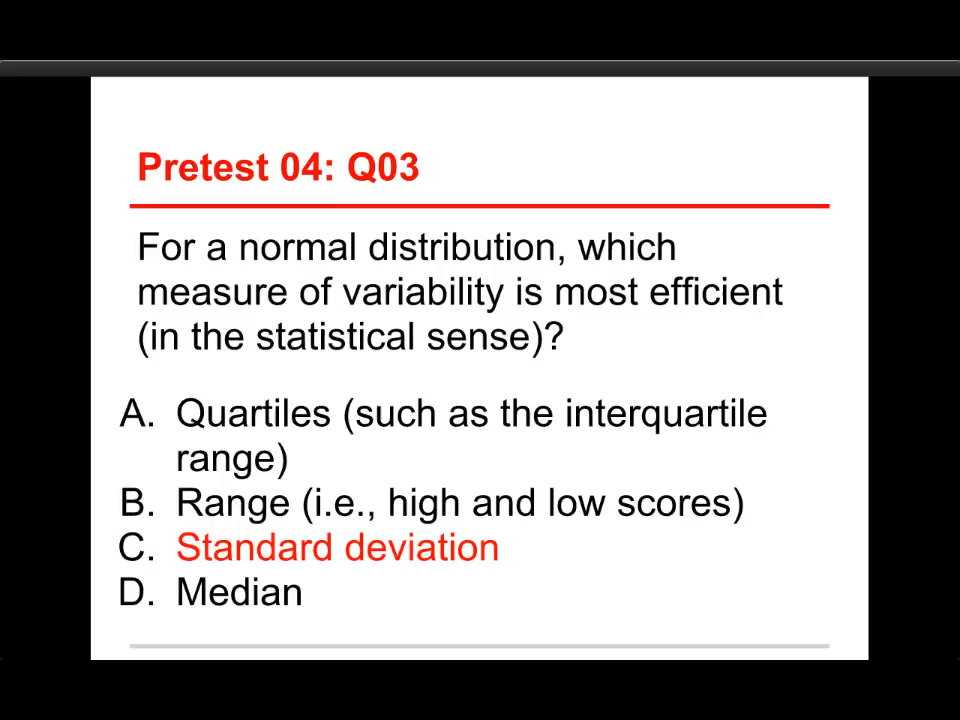 Pretest 04: Q03
For a normal distribution, which
measure of variability is most efficient
(in the statistical sense)?
A. Quartiles (such as the interquartile
range)
B. Range (i.e., high and low scores)
C. Standard deviation
D. Median